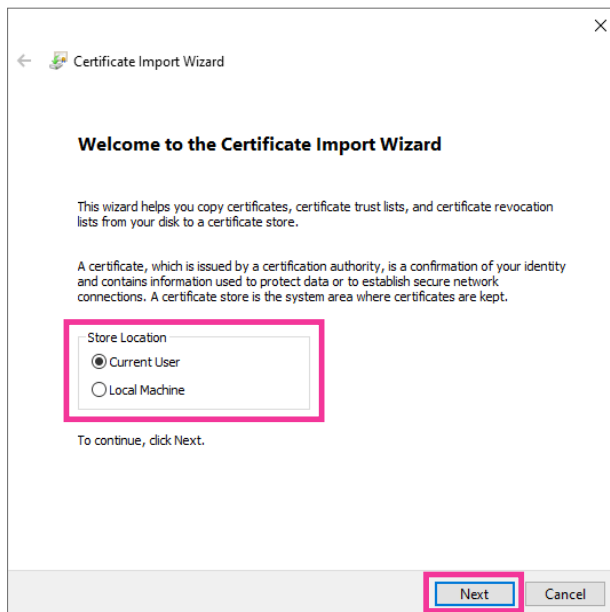 Certificate Import Wizard
Welcome to the Certificate Import Wizard
This wizard helps you copy certificates, certificate trust lists, and certificate revocation
lists from your disk to a certificate store.
A certificate, which is issued by a certification authority, is a confirmation of your identity
and contains information used to protect data or to establish secure network
connections. A certificate store is the system area where certificates are kept.
Store Location
Current User
Local Machine
To continue, click Next.
Next Cancel